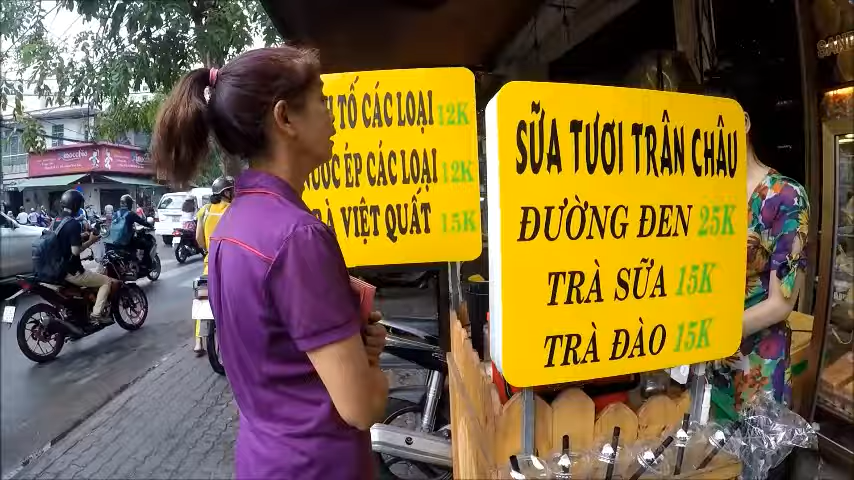 TỐ CÁC LOẠI 12K
ÉP CÁC LOẠI 12K
VIỆT QUẤT 15K
SỮA TƯƠI TRÂN CHÂU
ĐƯỜNG ĐEN 25K
TRÀ SỮA 15K
TRÀ ĐÀO 15K